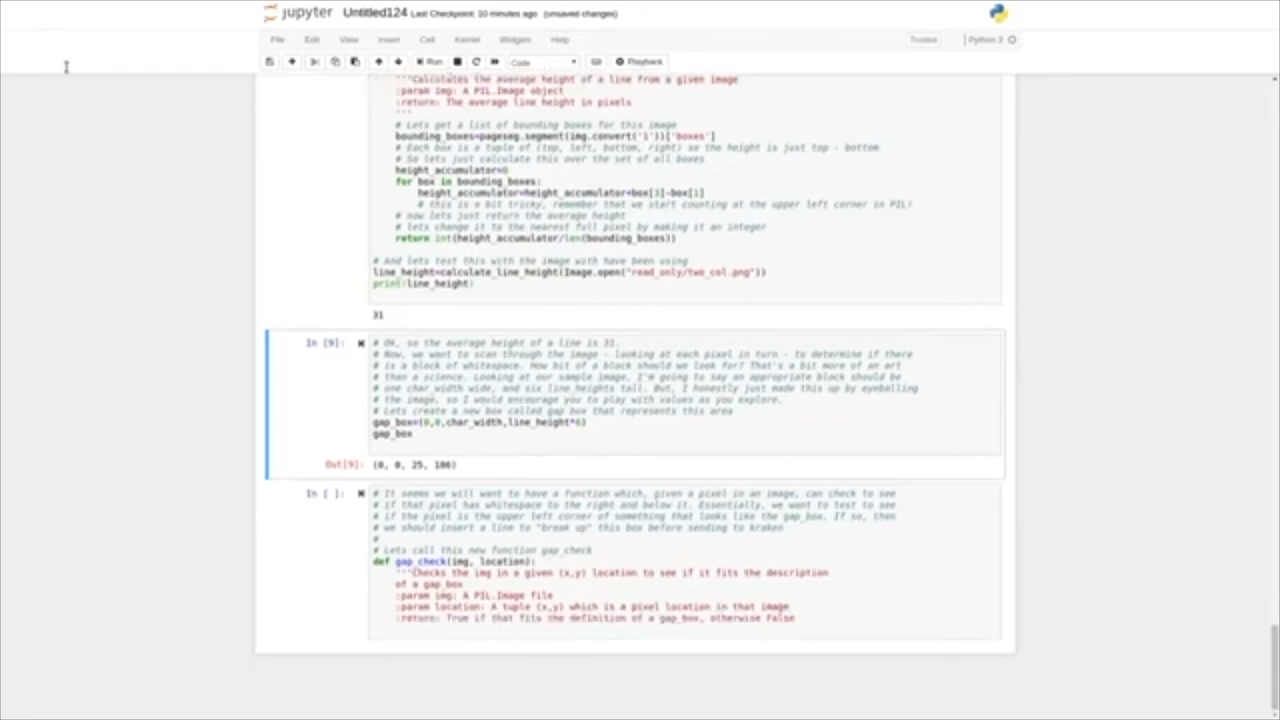 jupyter Untitled124 Last Checkpoint: 10 minutes ago (unsaved changes)
File Edit View Insert Cell Kernel Widgets Help Trusted Python 3
Run Code Playback
'''Calculates the average height of a line from a given image
:param img: A PIL.Image object
:return: The average line height in pixels
'''
# Lets get a list of bounding boxes for this image
bounding_boxes=pageseg.segment(img.convert('1'))['boxes']
# Each box is a tuple of (top, left, bottom, right) so the height is just top - bottom
# So lets just calculate this over the set of all boxes
height_accumulator=0
for box in bounding_boxes:
height_accumulator=height_accumulator+box[3]-box[1]
# this is a bit tricky, remember that we start counting at the upper left corner in PIL!
# now lets just return the average height
# lets change it to the nearest full pixel by making it an integer
return int(height_accumulator/len(bounding_boxes))
# And lets test this with the image with have been using
line_height=calculate_line_height(Image.open("read_only/two_col.png"))
print(line_height)
31
In [9]: # Ok, so the average height of a line is 31.
# Now, we want to scan through the image - looking at each pixel in turn - to determine if there
# is a block of whitespace. How bit of a block should we look for? That's a bit more of an art
# than a science. Looking at our sample image, I'm going to say an appropriate block should be
# one char_width wide, and six line_heights tall. But, I honestly just made this up by eyeballing
# the image, so I would encourage you to play with values as you explore.
# Lets create a new box called gap box that represents this area
gap_box=(0,0,char_width,line_height*6)
gap_box
Out[9]: (0, 0, 25, 186)
In [ ]: # It seems we will want to have a function which, given a pixel in an image, can check to see
# if that pixel has whitespace to the right and below it. Essentially, we want to test to see
# if the pixel is the upper left corner of something that looks like the gap_box. If so, then
# we should insert a line to "break up" this box before sending to kraken
#
# Lets call this new function gap_check
def gap_check(img, location):
'''Checks the img in a given (x,y) location to see if it fits the description
of a gap_box
:param img: A PIL.Image file
:param location: A tuple (x,y) which is a pixel location in that image
:return: True if that fits the definition of a gap_box, otherwise False